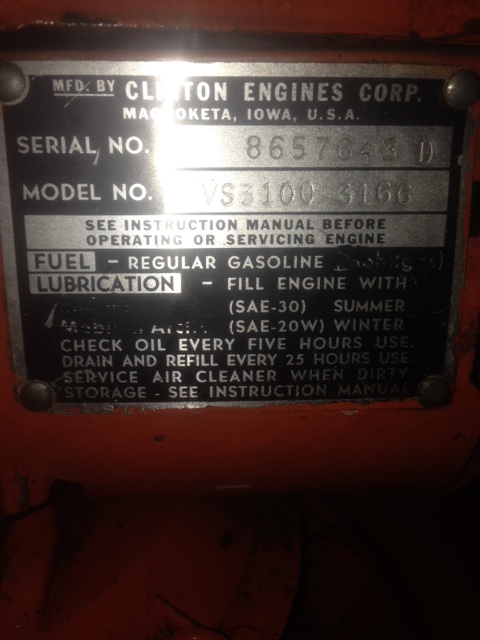 MFD. BY CLINTON ENGINES CORP.
MAQUOKETA, IOWA, U.S.A.
SERIAL NO. 8657643 D
MODEL NO. VS3100 3166
SEE INSTRUCTION MANUAL BEFORE
OPERATING OR SERVICING ENGINE
FUEL - REGULAR GASOLINE
LUBRICATION - FILL ENGINE WITH
(SAE-30) SUMMER
(SAE-20W) WINTER
CHECK OIL EVERY FIVE HOURS USE.
DRAIN AND REFILL EVERY 25 HOURS USE
SERVICE AIR CLEANER WHEN DIRTY
STORAGE - SEE INSTRUCTION MANUAL